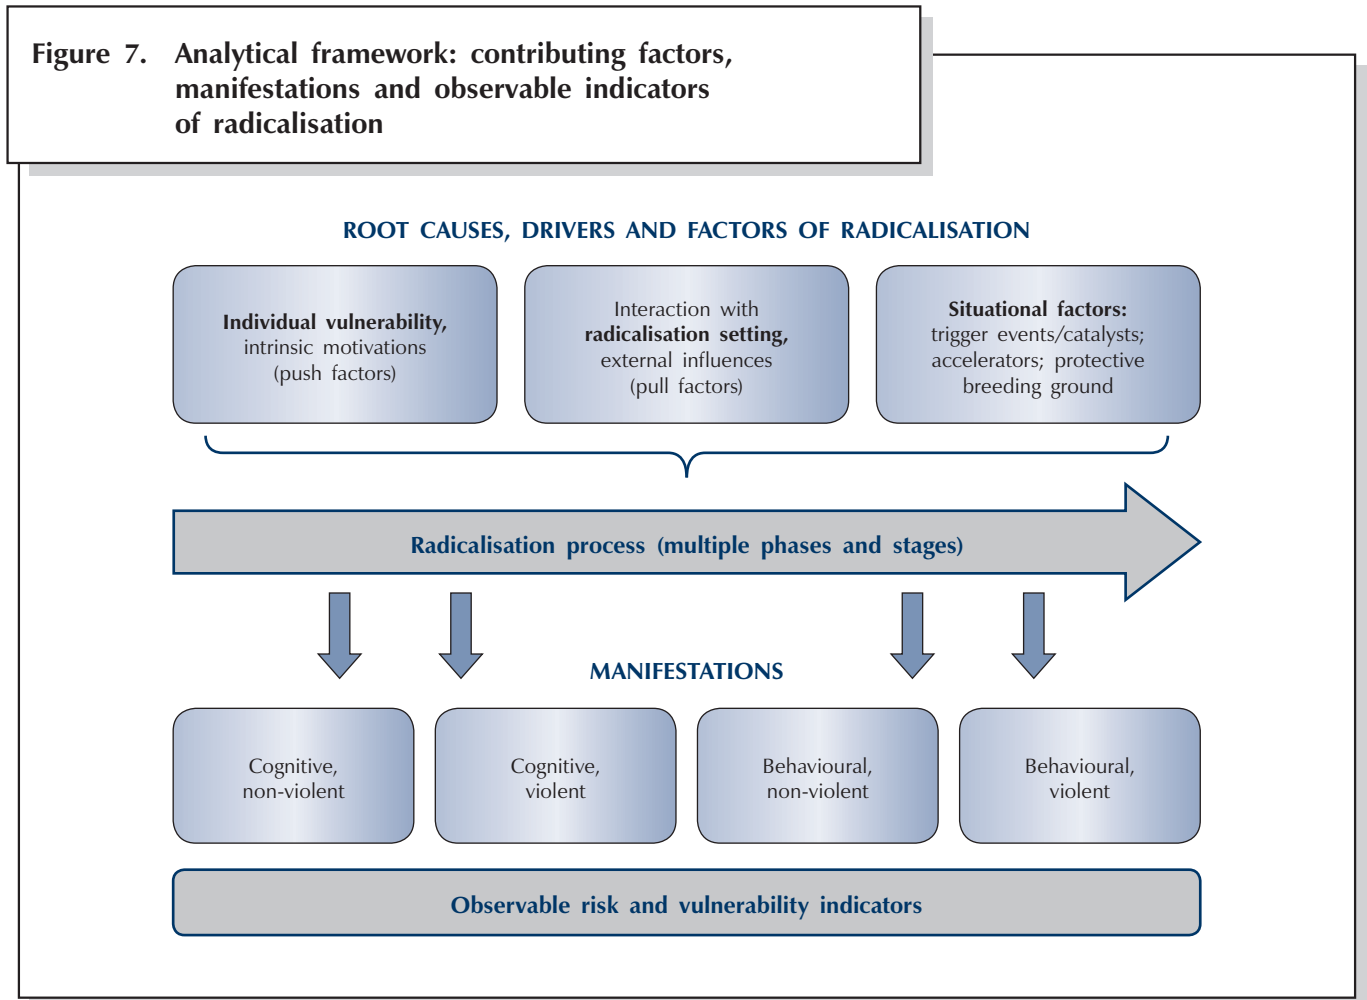 Figure 7. Analytical framework: contributing factors,
manifestations and observable indicators
of radicalisation
ROOT CAUSES, DRIVERS AND FACTORS OF RADICALISATION
Individual vulnerability,
intrinsic motivations
(push factors)
Interaction with
radicalisation setting,
external influences
(pull factors)
Situational factors:
trigger events/catalysts;
accelerators; protective
breeding ground
Radicalisation process (multiple phases and stages)
MANIFESTATIONS
Cognitive,
non-violent
Cognitive,
violent
Behavioural,
non-violent
Behavioural,
violent
Observable risk and vulnerability indicators